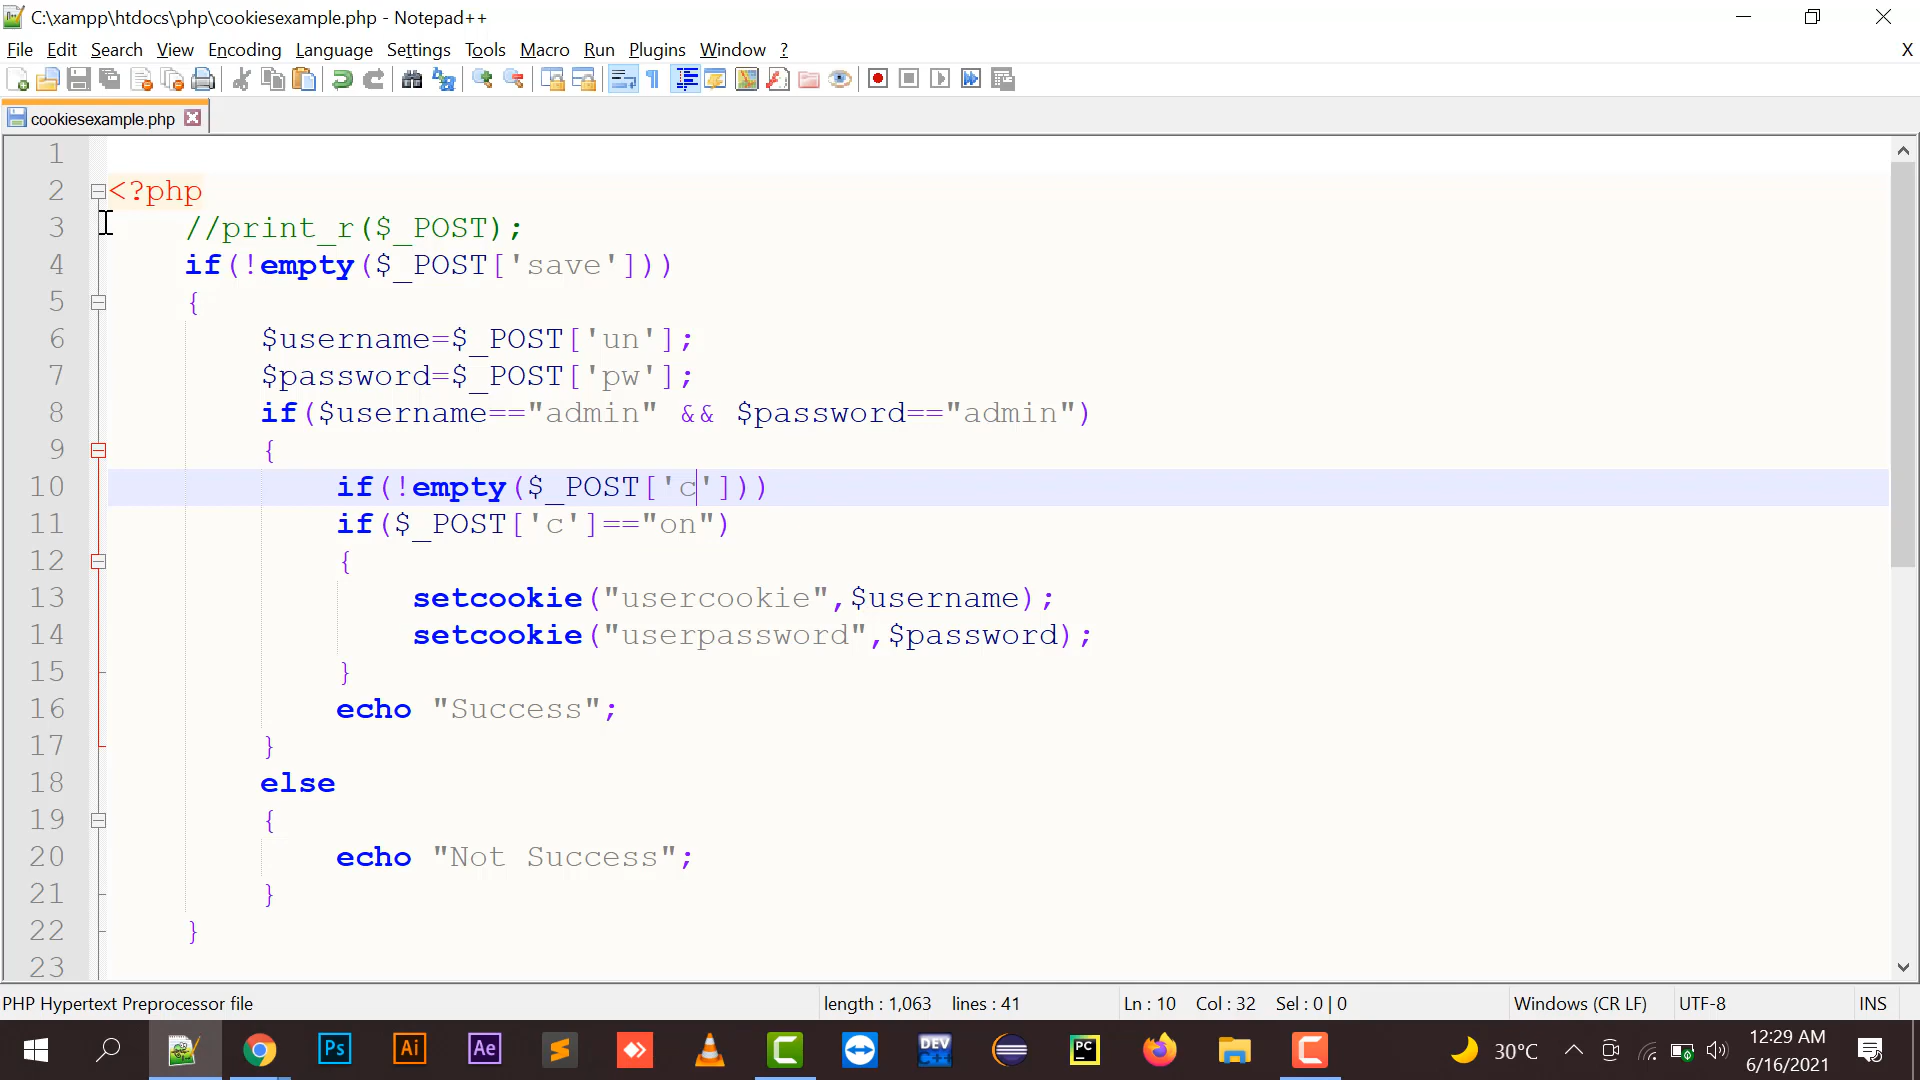 C:\xampp\htdocs\php\cookiesexample.php - Notepad++
File Edit Search View Encoding Language Settings Tools Macro Run Plugins Window ? X
cookiesexample.php
1
2 <?php
3 //print_r($_POST);
4 if(!empty($_POST['save']))
5 {
6 $username=$_POST['un'];
7 $password=$_POST['pw'];
8 if($username=="admin" && $password=="admin")
9 {
10 if(!empty($_POST['c']))
11 if($_POST['c']=="on")
12 {
13 setcookie("usercookie",$username);
14 setcookie("userpassword",$password);
15 }
16 echo "Success";
17 }
18 else
19 {
20 echo "Not Success";
21 }
22 }
23
PHP Hypertext Preprocessor file length : 1,063 lines : 41 Ln : 10 Col : 32 Sel : 0 | 0 Windows (CR LF) UTF-8 INS
Ps Ai Ae DEV C++ PC 30°C 12:29 AM
6/16/2021